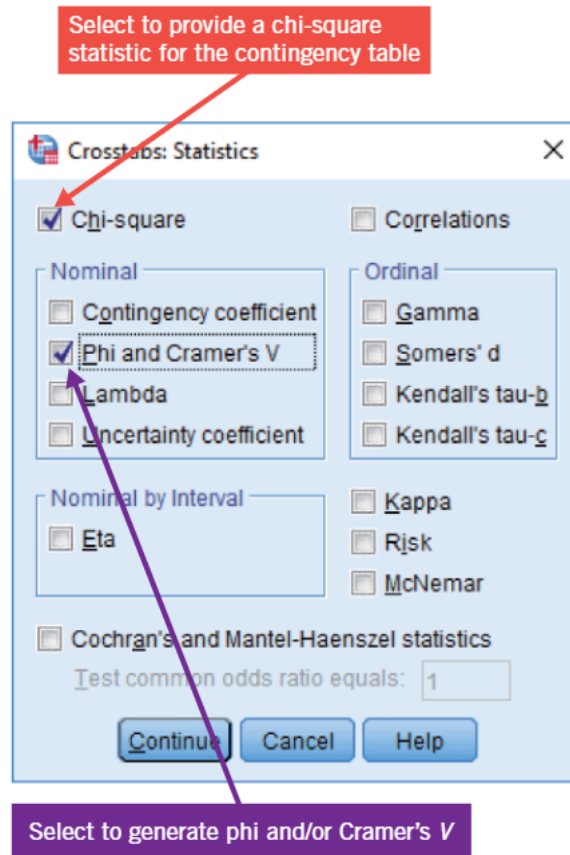 Select to provide a chi-square
statistic for the contingency table
Crosstabs: Statistics
Chi-square
Correlations
Nominal
Contingency coefficient
Phi and Cramer's V
Lambda
Uncertainty coefficient
Ordinal
Gamma
Somers' d
Kendall's tau-b
Kendall's tau-c
Nominal by Interval
Eta
Kappa
Risk
McNemar
Cochran's and Mantel-Haenszel statistics
Test common odds ratio equals: 1
Continue Cancel Help
Select to generate phi and/or Cramer's V